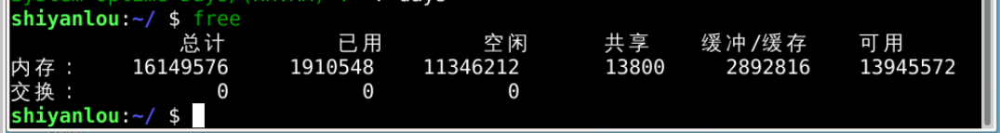 shiyanlou:~/ $ free
总计 已用 空闲 共享 缓冲/缓存 可用
内存： 16149576 1910548 11346212 13800 2892816 13945572
交换： 0 0 0
shiyanlou:~/ $